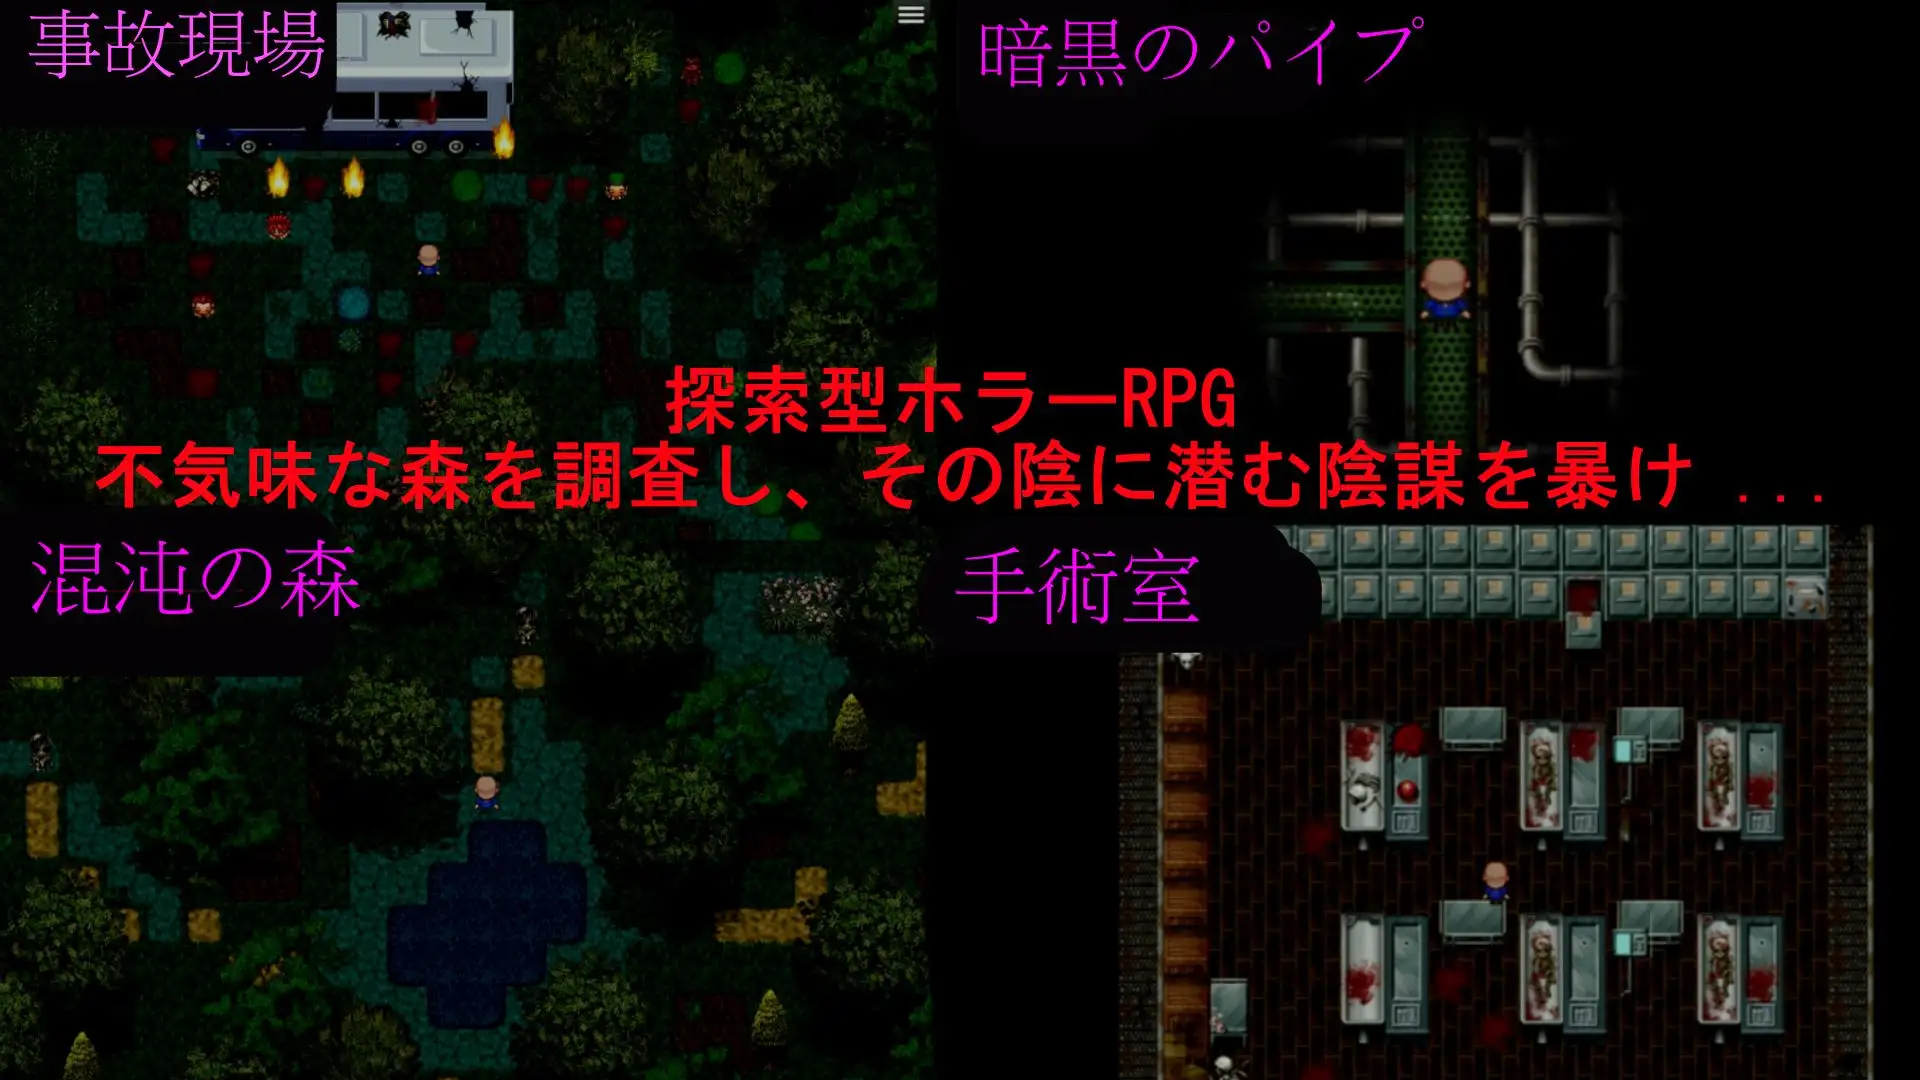 事故現場
暗黒のパイプ
探索型ホラーRPG
不気味な森を調査し、その陰に潜む陰謀を暴け ...
混沌の森
手術室